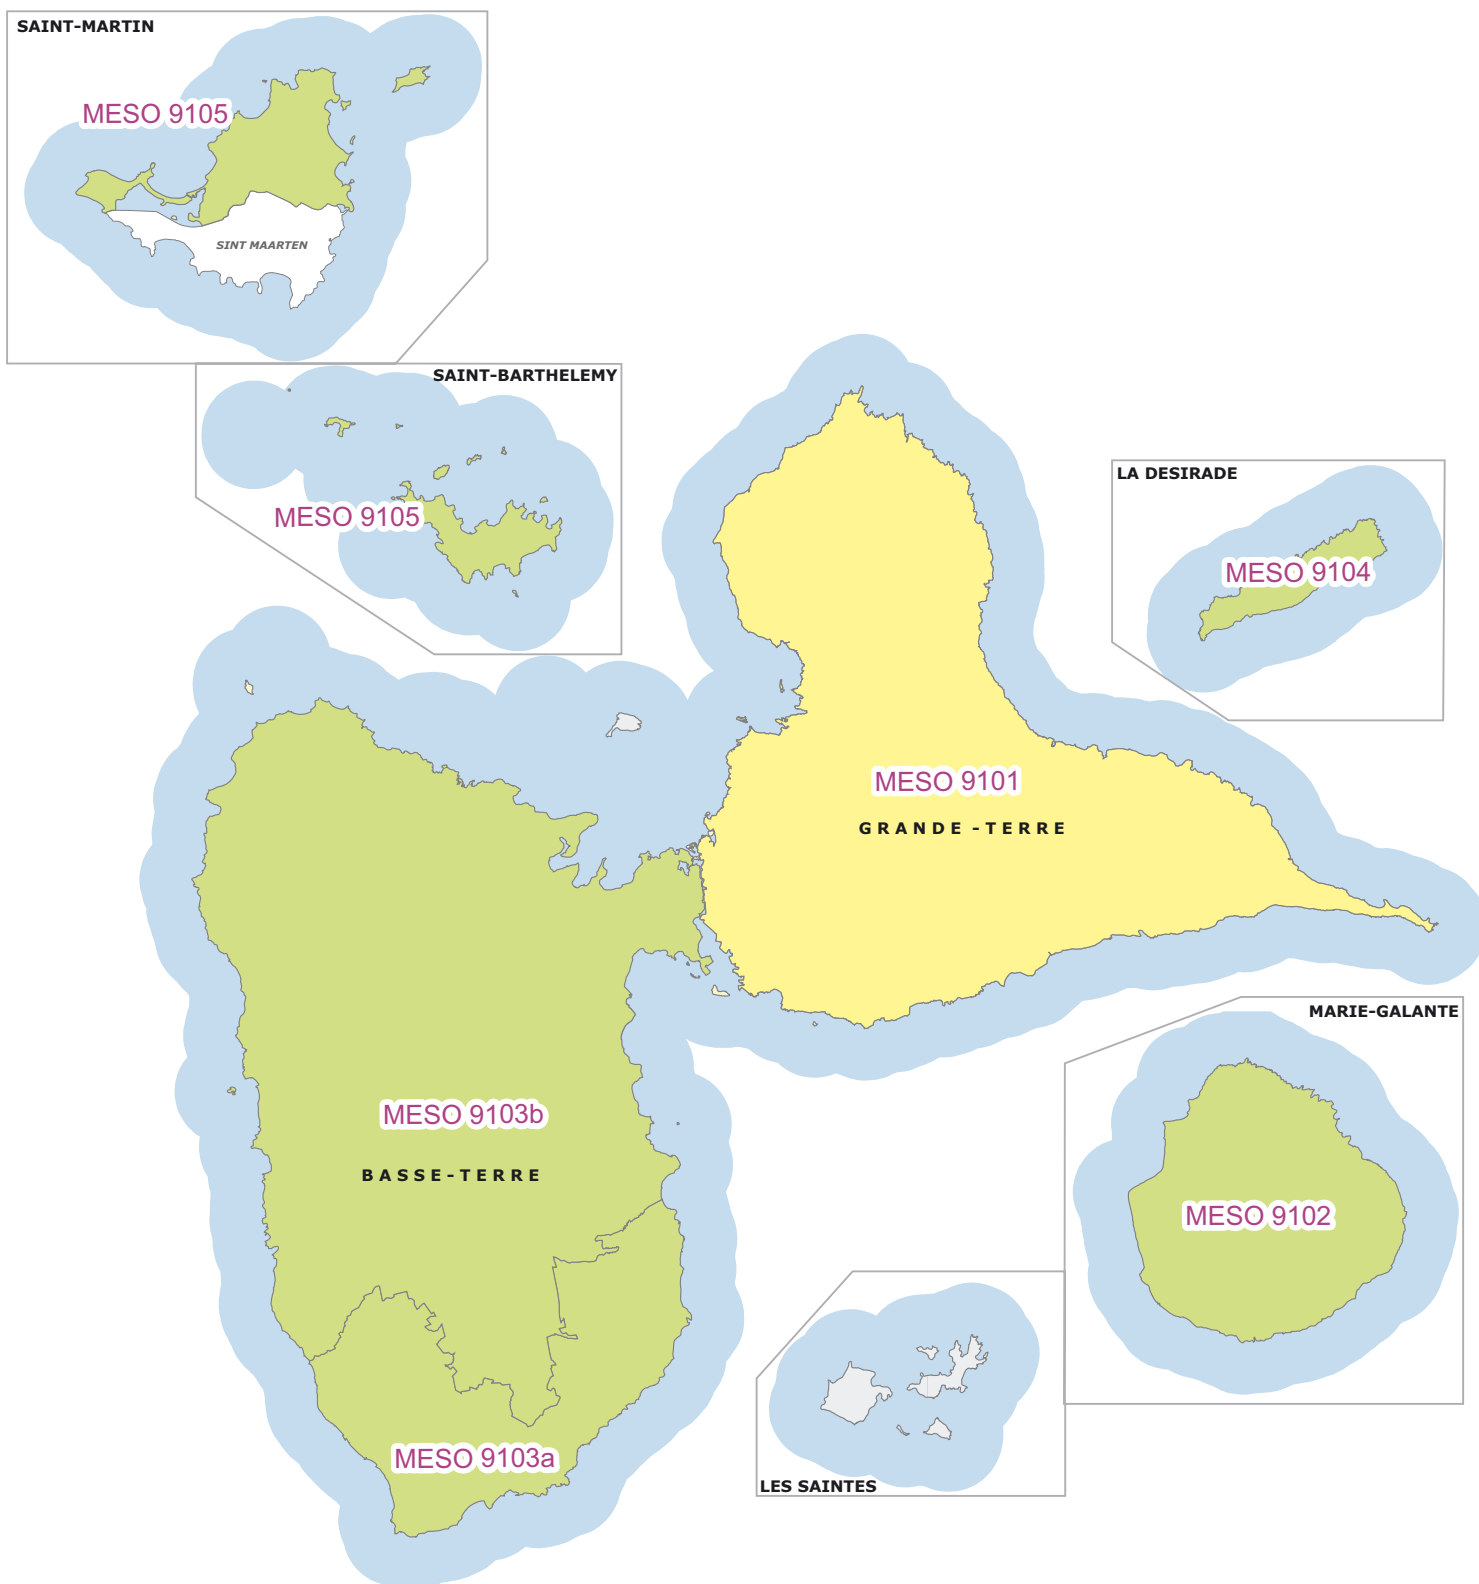 SAINT-MARTIN
MESO 9105
SINT MAARTEN
SAINT-BARTHELEMY
MESO 9105
LA DESIRADE
MESO 9104
MESO 9101
GRANDE - TERRE
MARIE-GALANTE
MESO 9103b
BASSE-TERRE
MESO 9102
MESO 9103a
LES SAINTES